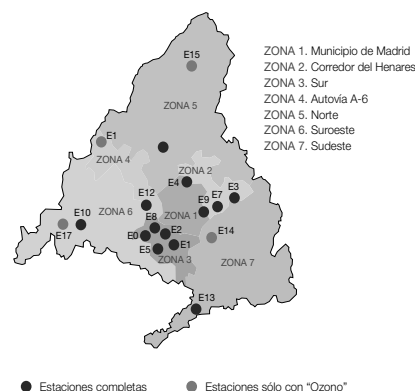 E15
ZONA 1. Municipio de Madrid
ZONA 2. Corredor del Henares
ZONA 3. Sur
ZONA 4. Autovía A-6
ZONA 5. Norte
ZONA 6. Suroeste
ZONA 7. Sudeste
ZONA 5
E1
ZONA 4
ZONA 2
E4
E3
E12
E7
E9
ZONA 6
E10
ZONA 1
E8
E17
E0
E2
E14
E1
E5
ZONA 3
ZONA 7
E13
Estaciones completas
Estaciones sólo con "Ozono"